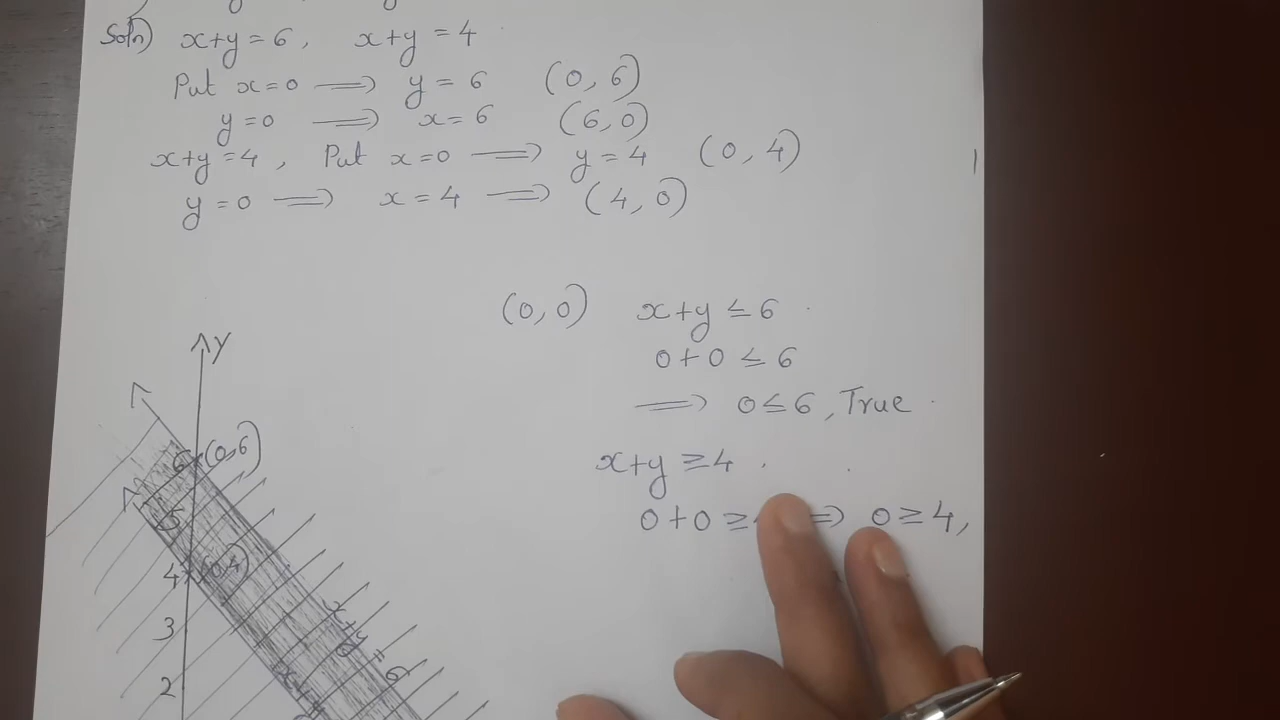 Soln) x+y=6, x+y=4
Put x=0 ⟹ y=6 (0,6)
y=0 ⟹ x=6 (6,0)
x+y=4, Put x=0 ⟹ y=4 (0,4)
y=0 ⟹ x=4 ⟹ (4,0)
(0,0) x+y≤6
0+0≤6
⟹ 0≤6, True
x+y≥4
0+0≥ ⟹ 0≥4,
Y
6 (0,6)
5
4 (0,4)
3
2
x+y=6